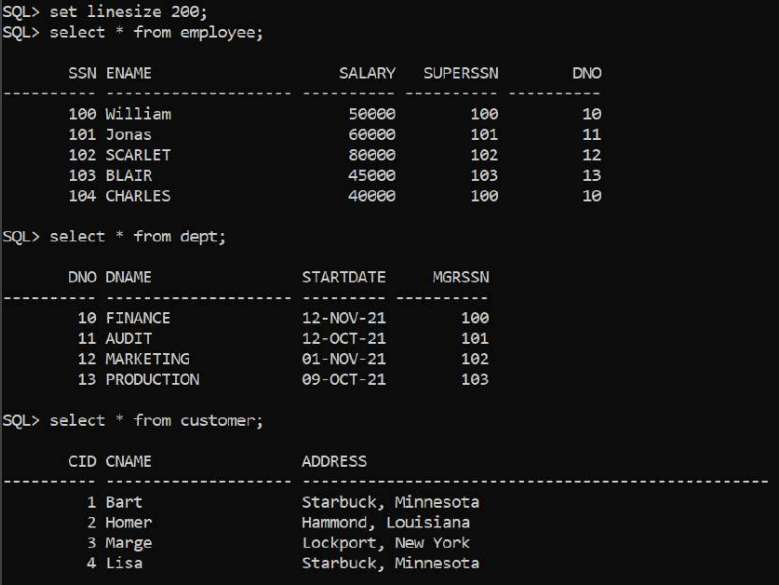 SQL> set linesize 200;
SQL> select * from employee;
SSN ENAME SALARY SUPERSSN DNO
---------- -------------------- ---------- ---------- ----------
100 William 50000 100 10
101 Jonas 60000 101 11
102 SCARLET 80000 102 12
103 BLAIR 45000 103 13
104 CHARLES 40000 100 10
SQL> select * from dept;
DNO DNAME STARTDATE MGRSSN
---------- -------------------- --------- ----------
10 FINANCE 12-NOV-21 100
11 AUDIT 12-OCT-21 101
12 MARKETING 01-NOV-21 102
13 PRODUCTION 09-OCT-21 103
SQL> select * from customer;
CID CNAME ADDRESS
---------- -------------------- --------------------------------------------------
1 Bart Starbuck, Minnesota
2 Homer Hammond, Louisiana
3 Marge Lockport, New York
4 Lisa Starbuck, Minnesota